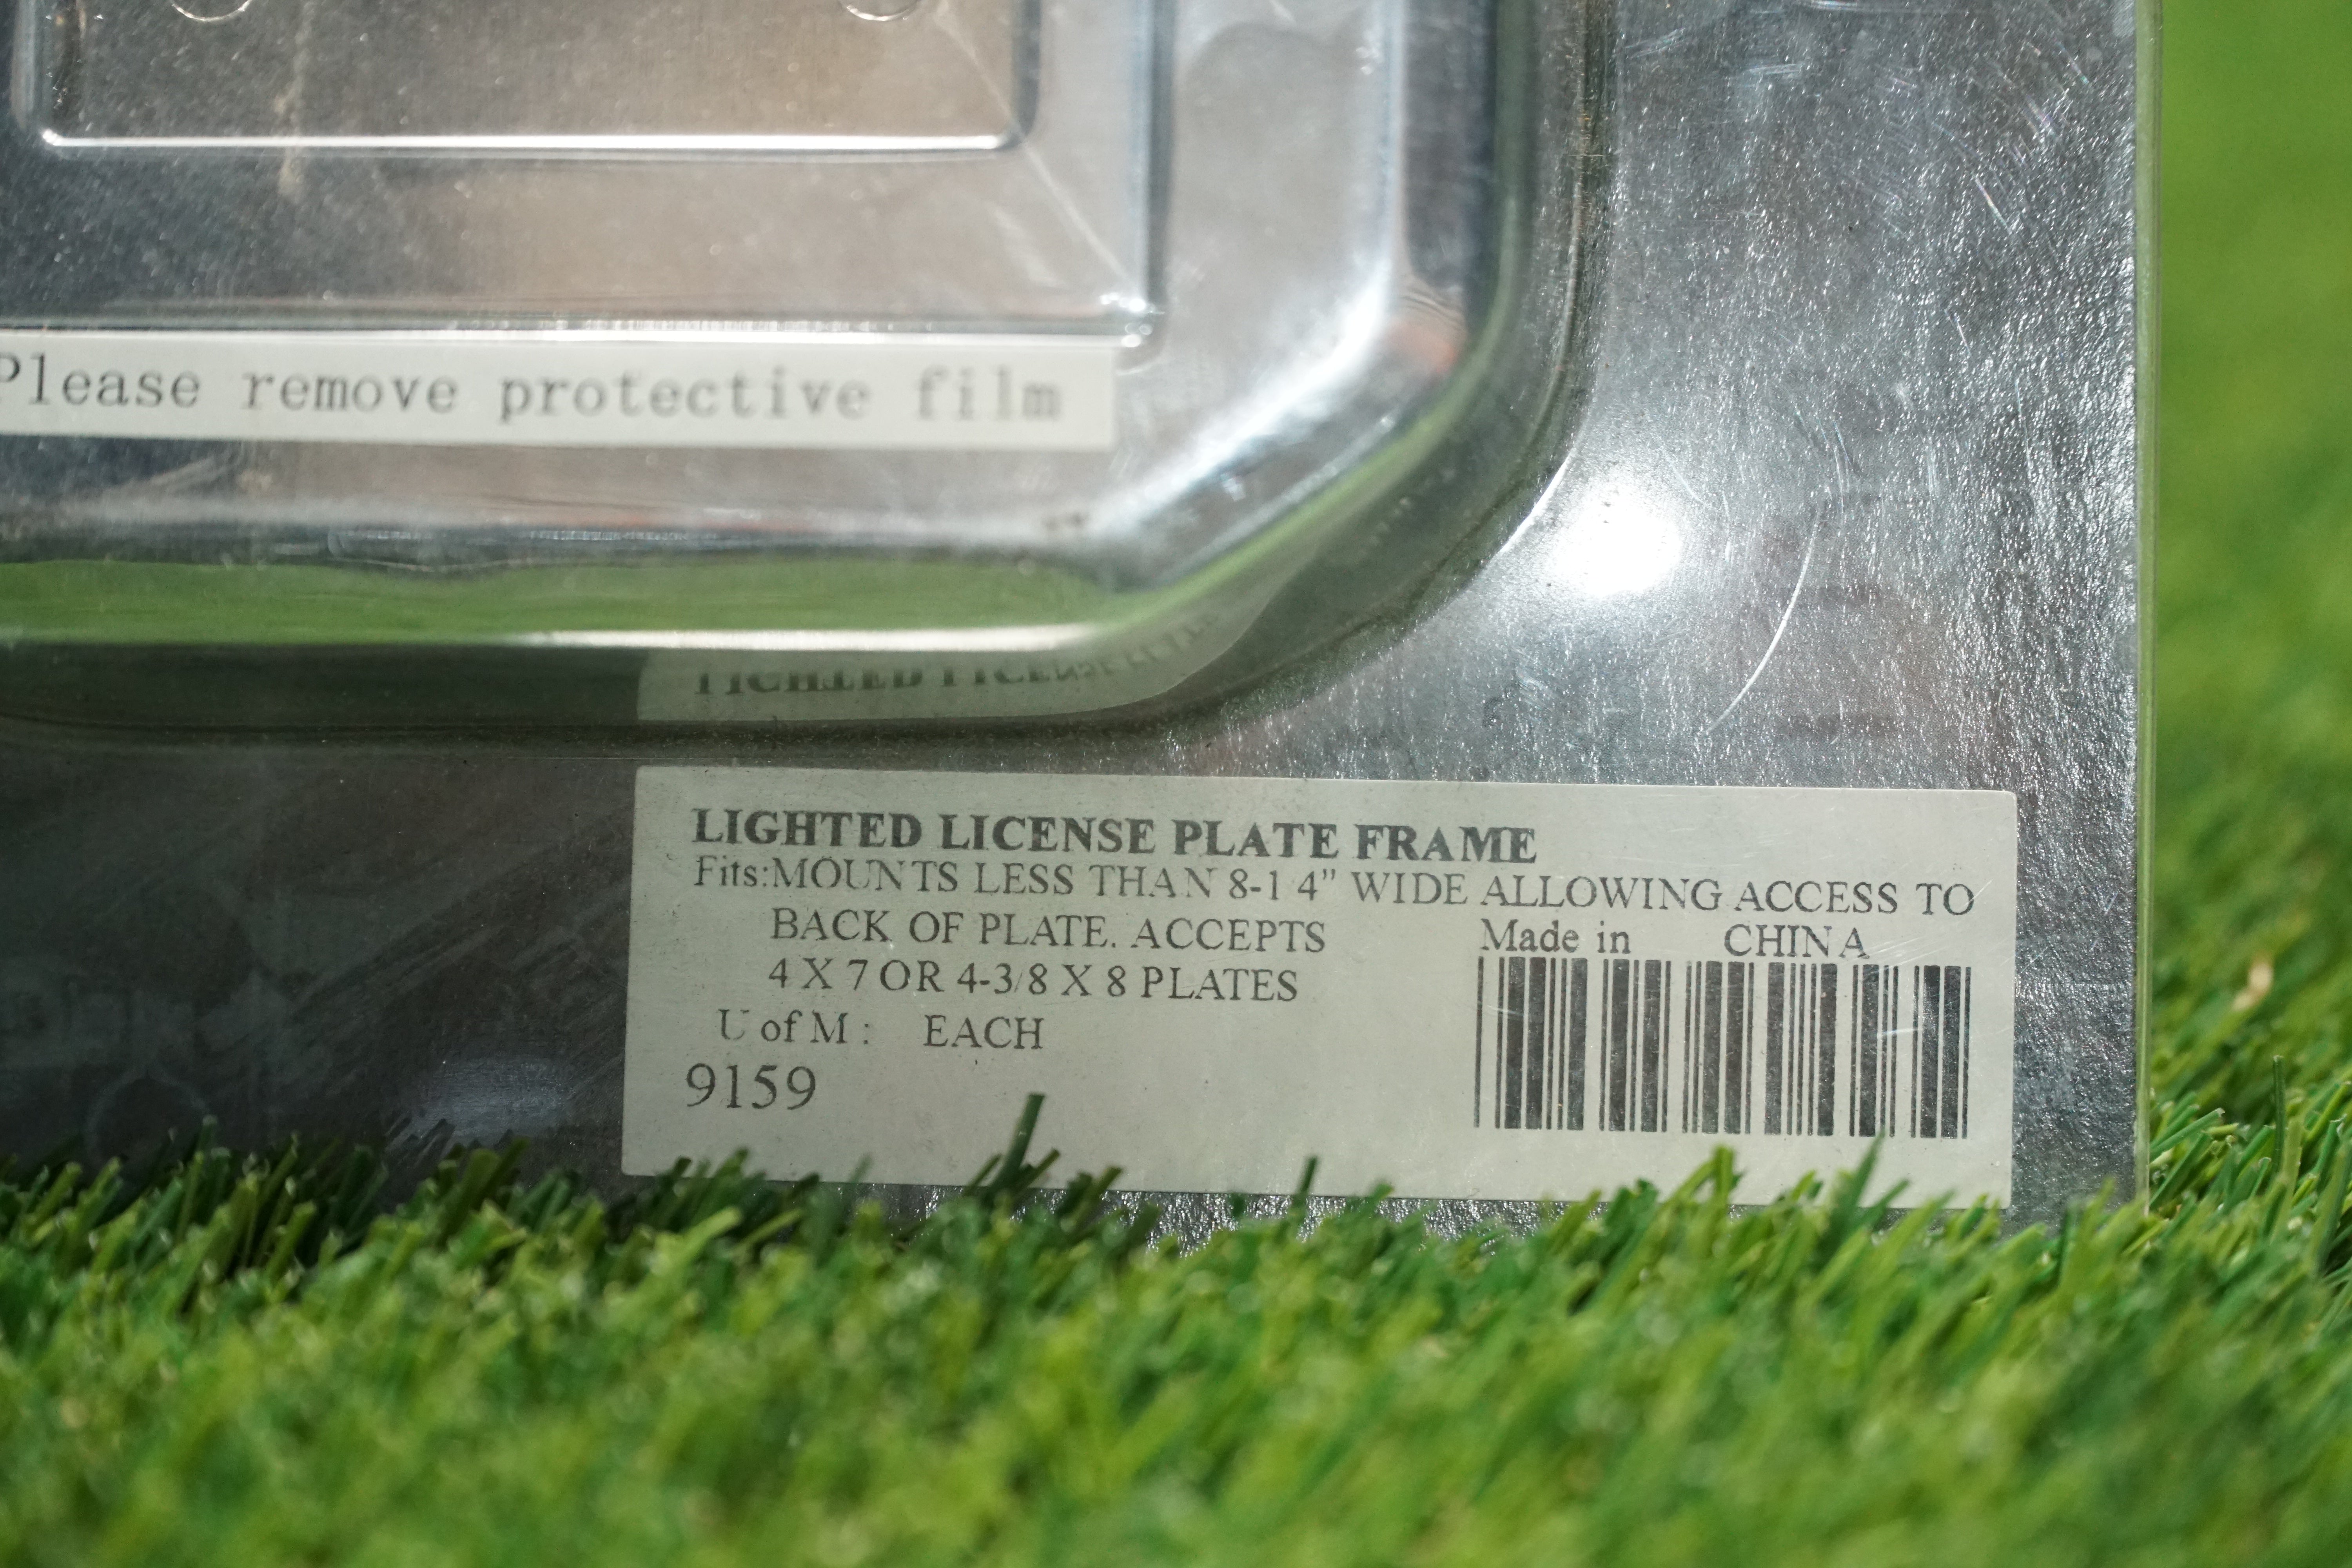 Please remove protective film
LIGHTED LICENSE PLATE FRAME
Fits:MOUNTS LESS THAN 8-1 4" WIDE ALLOWING ACCESS TO
BACK OF PLATE. ACCEPTS
Made in CHINA
4 X 7 OR 4-3/8 X 8 PLATES
U of M : EACH
9159